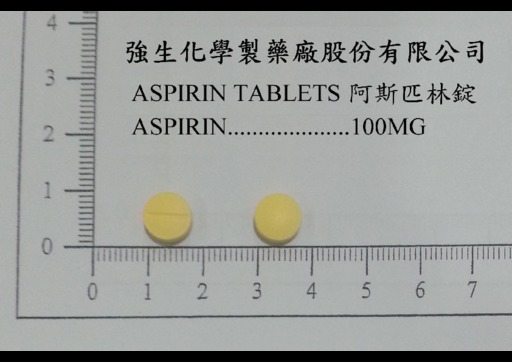 強生化學製藥廠股份有限公司
ASPIRIN TABLETS 阿斯匹林錠
ASPIRIN....................100MG
4
3
2
1
0
0 1 2 3 4 5 6 7